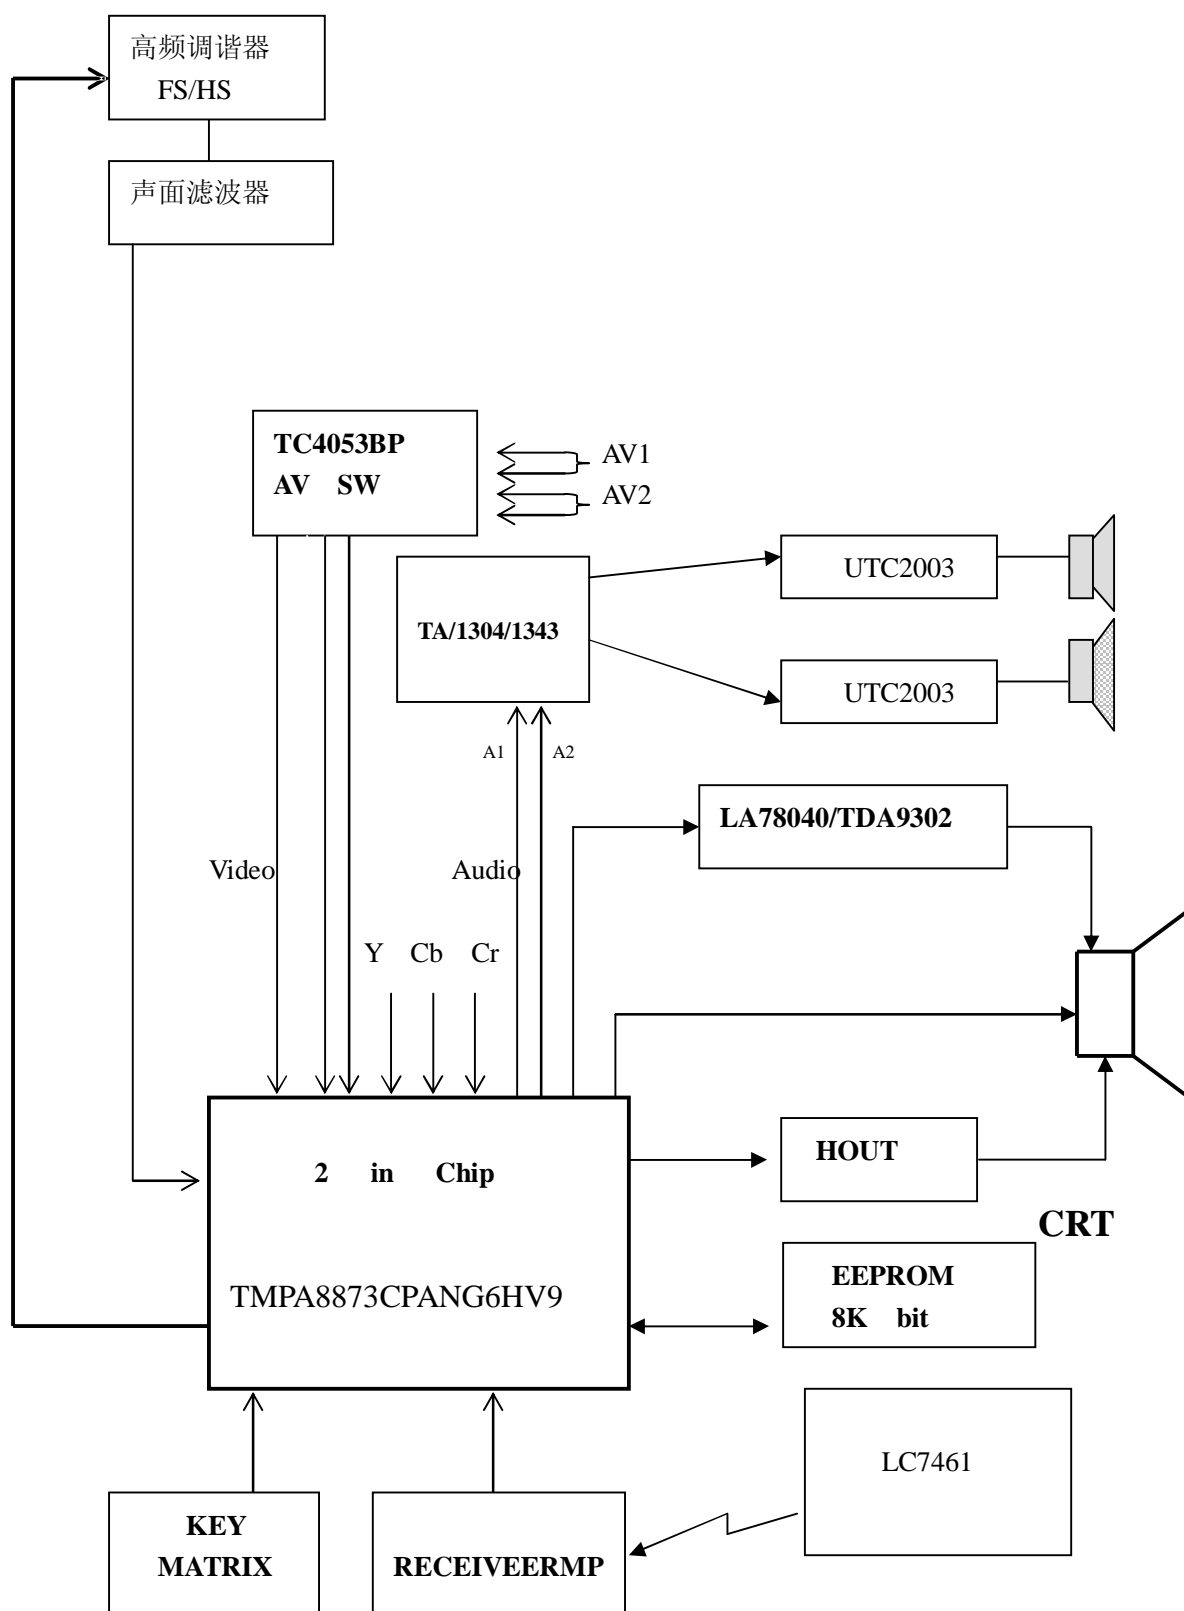 高频调谐器
FS/HS
声面滤波器
TC4053BP
AV SW
AV1
AV2
UTC2003
TA/1304/1343
UTC2003
A1
A2
LA78040/TDA9302
Video
Audio
Y Cb Cr
2 in Chip
HOUT
CRT
TMPA8873CPANG6HV9
EEPROM
8K bit
LC7461
KEY
MATRIX
RECEIVEERMP